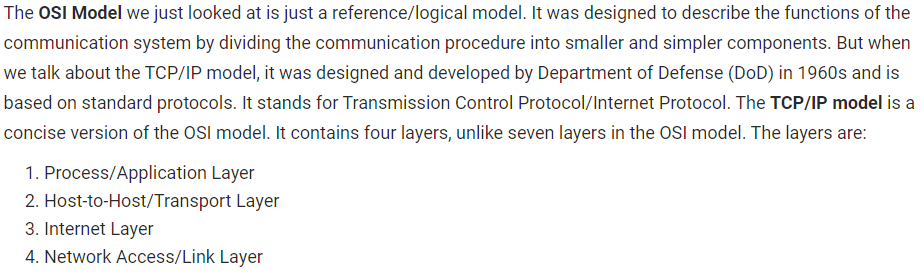 The OSI Model we just looked at is just a reference/logical model. It was designed to describe the functions of the
communication system by dividing the communication procedure into smaller and simpler components. But when
we talk about the TCP/IP model, it was designed and developed by Department of Defense (DoD) in 1960s and is
based on standard protocols. It stands for Transmission Control Protocol/Internet Protocol. The TCP/IP model is a
concise version of the OSI model. It contains four layers, unlike seven layers in the OSI model. The layers are:
1. Process/Application Layer
2. Host-to-Host/Transport Layer
3. Internet Layer
4. Network Access/Link Layer